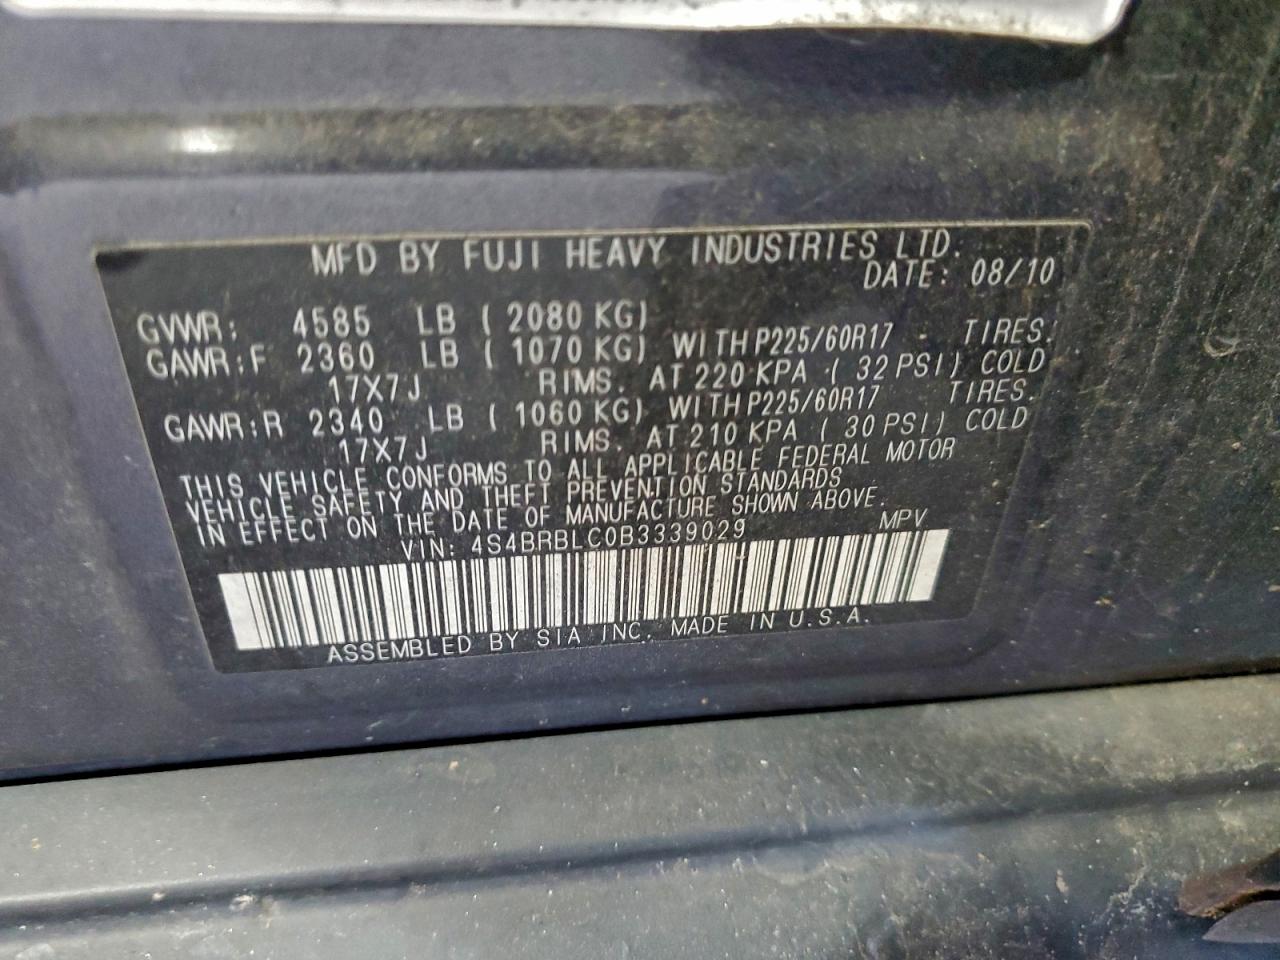 MFD BY FUJI HEAVY INDUSTRIES LTD.
DATE: 08/10
GVWR: 4585 LB ( 2080 KG)
GAWR:F 2360 LB ( 1070 KG) WITH P225/60R17 - TIRES.
17X7J RIMS. AT 220 KPA ( 32 PSI) COLD
GAWR:R 2340 LB ( 1060 KG) WITH P225/60R17 TIRES.
17X7J RIMS. AT 210 KPA ( 30 PSI) COLD
THIS VEHICLE CONFORMS TO ALL APPLICABLE FEDERAL MOTOR
VEHICLE SAFETY AND THEFT PREVENTION STANDARDS
IN EFFECT ON THE DATE OF MANUFACTURE SHOWN ABOVE.
VIN: 4S4BRBLC0B3339029 MPV
ASSEMBLED BY SIA INC. MADE IN U.S.A.